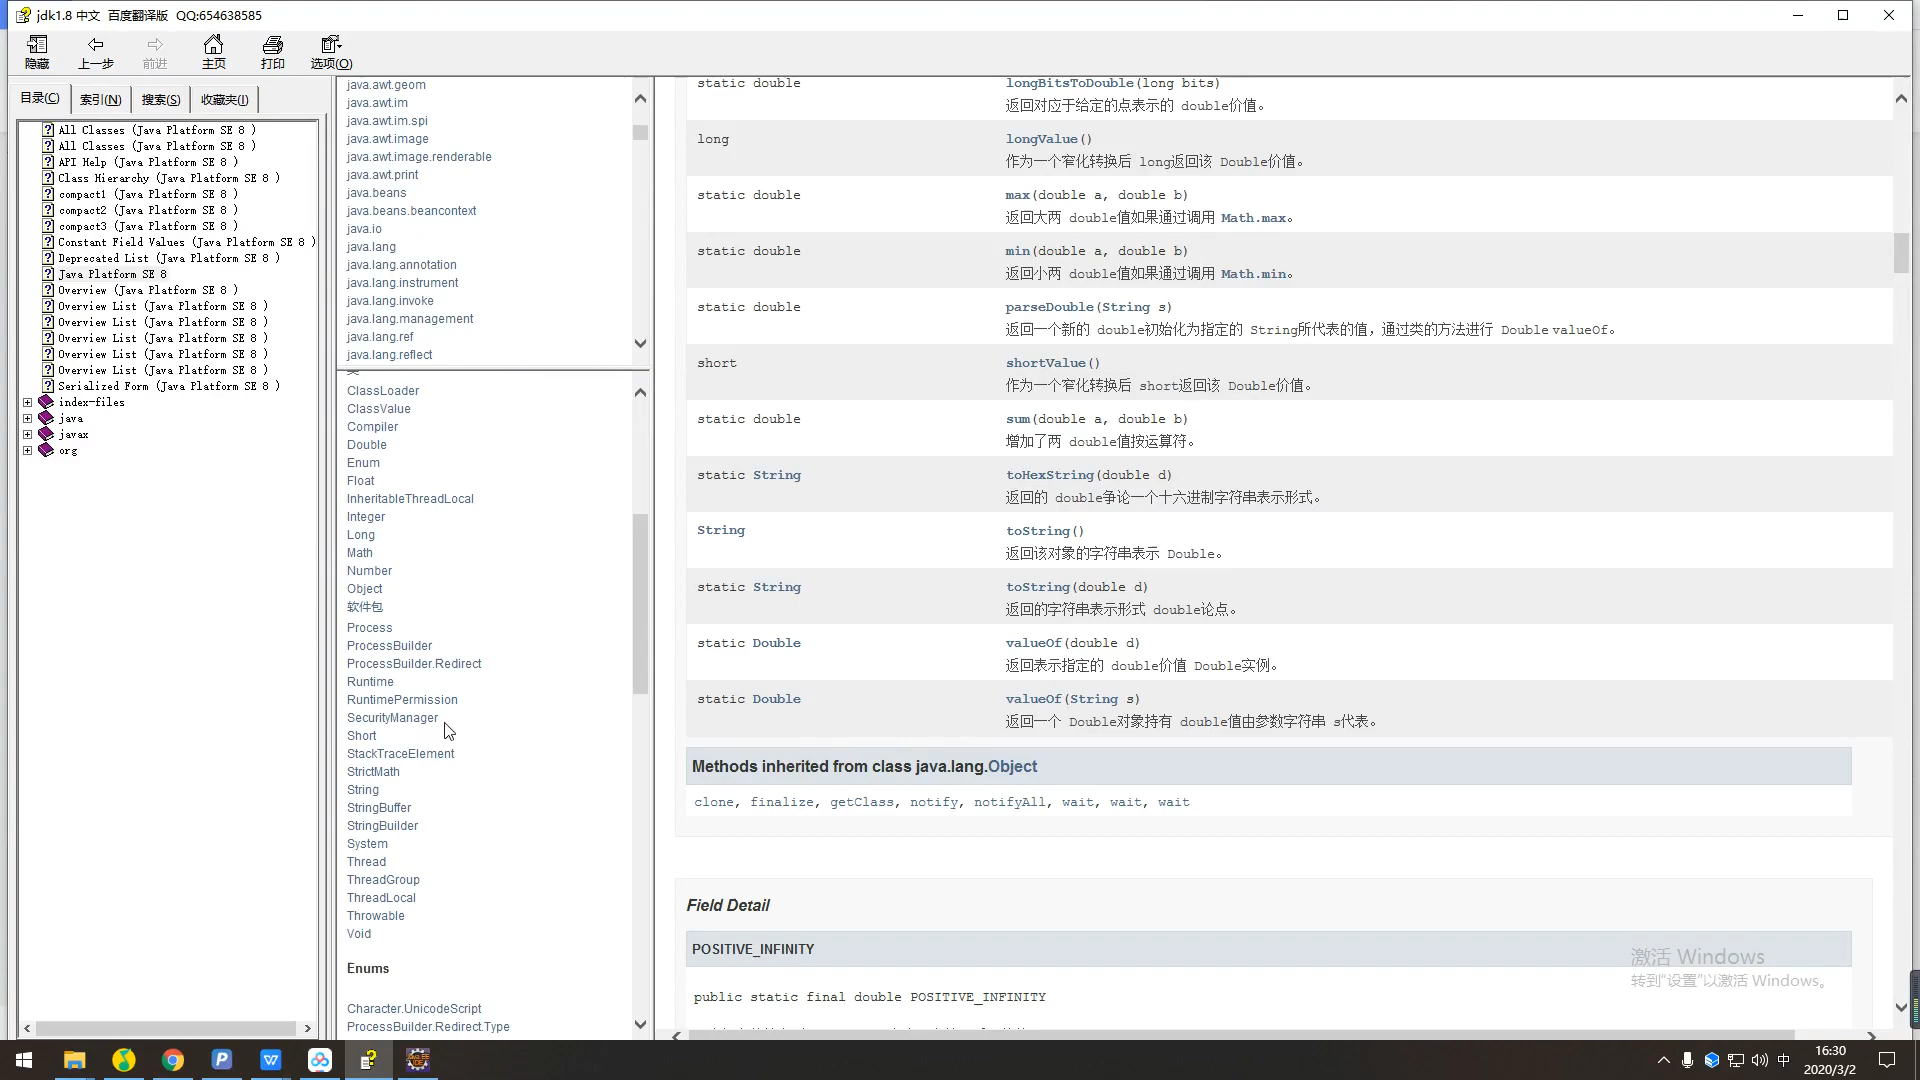 jdk1.8 中文 百度翻译版 QQ:654638585
隐藏 上一步 前进 主页 打印 选项(O)
目录(C) 索引(N) 搜索(S) 收藏夹(I)
All Classes (Java Platform SE 8 )
All Classes (Java Platform SE 8 )
API Help (Java Platform SE 8 )
Class Hierarchy (Java Platform SE 8 )
compact1 (Java Platform SE 8 )
compact2 (Java Platform SE 8 )
compact3 (Java Platform SE 8 )
Constant Field Values (Java Platform SE 8 )
Deprecated List (Java Platform SE 8 )
Java Platform SE 8
Overview (Java Platform SE 8 )
Overview List (Java Platform SE 8 )
Overview List (Java Platform SE 8 )
Overview List (Java Platform SE 8 )
Overview List (Java Platform SE 8 )
Overview List (Java Platform SE 8 )
Serialized Form (Java Platform SE 8 )
index-files
java
javax
org
java.awt.geom
java.awt.im
java.awt.im.spi
java.awt.image
java.awt.image.renderable
java.awt.print
java.beans
java.beans.beancontext
java.io
java.lang
java.lang.annotation
java.lang.instrument
java.lang.invoke
java.lang.management
java.lang.ref
java.lang.reflect
ClassLoader
ClassValue
Compiler
Double
Enum
Float
InheritableThreadLocal
Integer
Long
Math
Number
Object
软件包
Process
ProcessBuilder
ProcessBuilder.Redirect
Runtime
RuntimePermission
SecurityManager
Short
StackTraceElement
StrictMath
String
StringBuffer
StringBuilder
System
Thread
ThreadGroup
ThreadLocal
Throwable
Void
Enums
Character.UnicodeScript
ProcessBuilder.Redirect.Type
static double longBitsToDouble(long bits)
返回对应于给定的点表示的 double价值。
long longValue()
作为一个窄化转换后 long返回该 Double价值。
static double max(double a, double b)
返回大两 double值如果通过调用 Math.max。
static double min(double a, double b)
返回小两 double值如果通过调用 Math.min。
static double parseDouble(String s)
返回一个新的 double初始化为指定的 String所代表的值，通过类的方法进行 Double valueOf。
short shortValue()
作为一个窄化转换后 short返回该 Double价值。
static double sum(double a, double b)
增加了两 double值按运算符。
static String toHexString(double d)
返回的 double争论一个十六进制字符串表示形式。
String toString()
返回该对象的字符串表示 Double。
static String toString(double d)
返回的字符串表示形式 double论点。
static Double valueOf(double d)
返回表示指定的 double价值 Double实例。
static Double valueOf(String s)
返回一个 Double对象持有 double值由参数字符串 s代表。
Methods inherited from class java.lang.Object
clone, finalize, getClass, notify, notifyAll, wait, wait, wait
Field Detail
POSITIVE_INFINITY
public static final double POSITIVE_INFINITY
激活 Windows
转到"设置"以激活 Windows。
中
16:30
2020/3/2